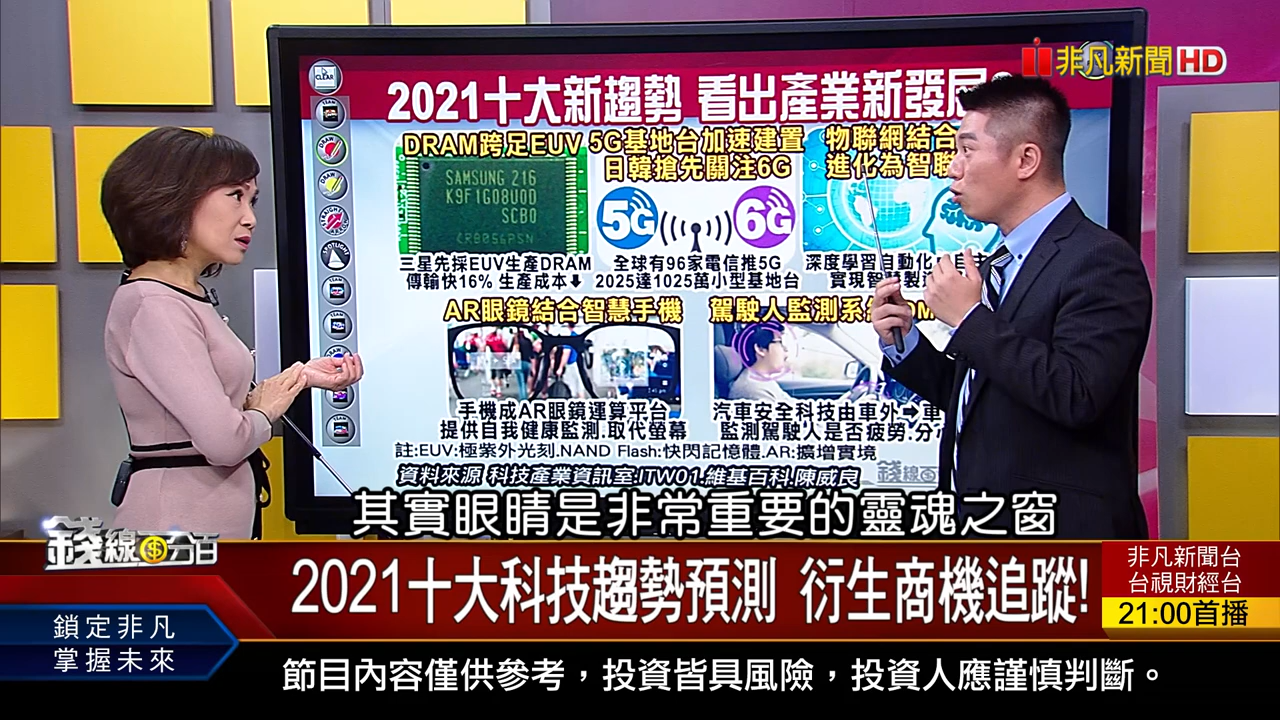 非凡新聞HD
CLEAR
2021十大新趨勢 看出產業新發展
DRAM跨足EUV
5G基地台加速建置
日韓搶先關注6G
物聯網結合
進化為智聯
SAMSUNG 216
K9F1G08U0D
SCB0
5G
6G
三星先採EUV生產DRAM
傳輸快16% 生產成本⬇
全球有96家電信推5G
2025達1025萬小型基地台
深度學習自動化
實現智慧製造
AR眼鏡結合智慧手機
駕駛人監測系統
手機成AR眼鏡運算平台
提供自我健康監測.取代螢幕
汽車安全科技由車外➡車
監測駕駛人是否疲勞.分
註:EUV:極紫外光刻.NAND Flash:快閃記憶體.AR:擴增實境
資料來源 科技產業資訊室.ITW01.維基百科.陳威良
錢線百
其實眼睛是非常重要的靈魂之窗
錢線百分百
2021十大科技趨勢預測 衍生商機追蹤!
非凡新聞台
台視財經台
21:00首播
鎖定非凡
掌握未來
節目內容僅供參考，投資皆具風險，投資人應謹慎判斷。